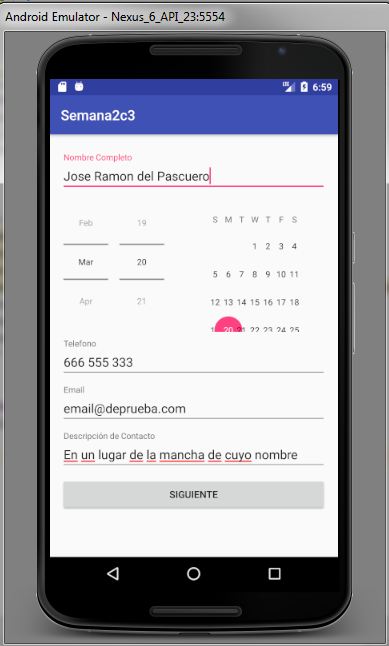 Android Emulator - Nexus_6_API_23:5554
LTE 6:59
Semana2c3
Nombre Completo
Jose Ramon del Pascuero
Feb 19
Mar 20
Apr 21
S M T W T F S
1 2 3 4
5 6 7 8 9 10 11
12 13 14 15 16 17 18
20 21 22 23 24 25
Telefono
666 555 333
Email
email@deprueba.com
Descripción de Contacto
En un lugar de la mancha de cuyo nombre
SIGUIENTE